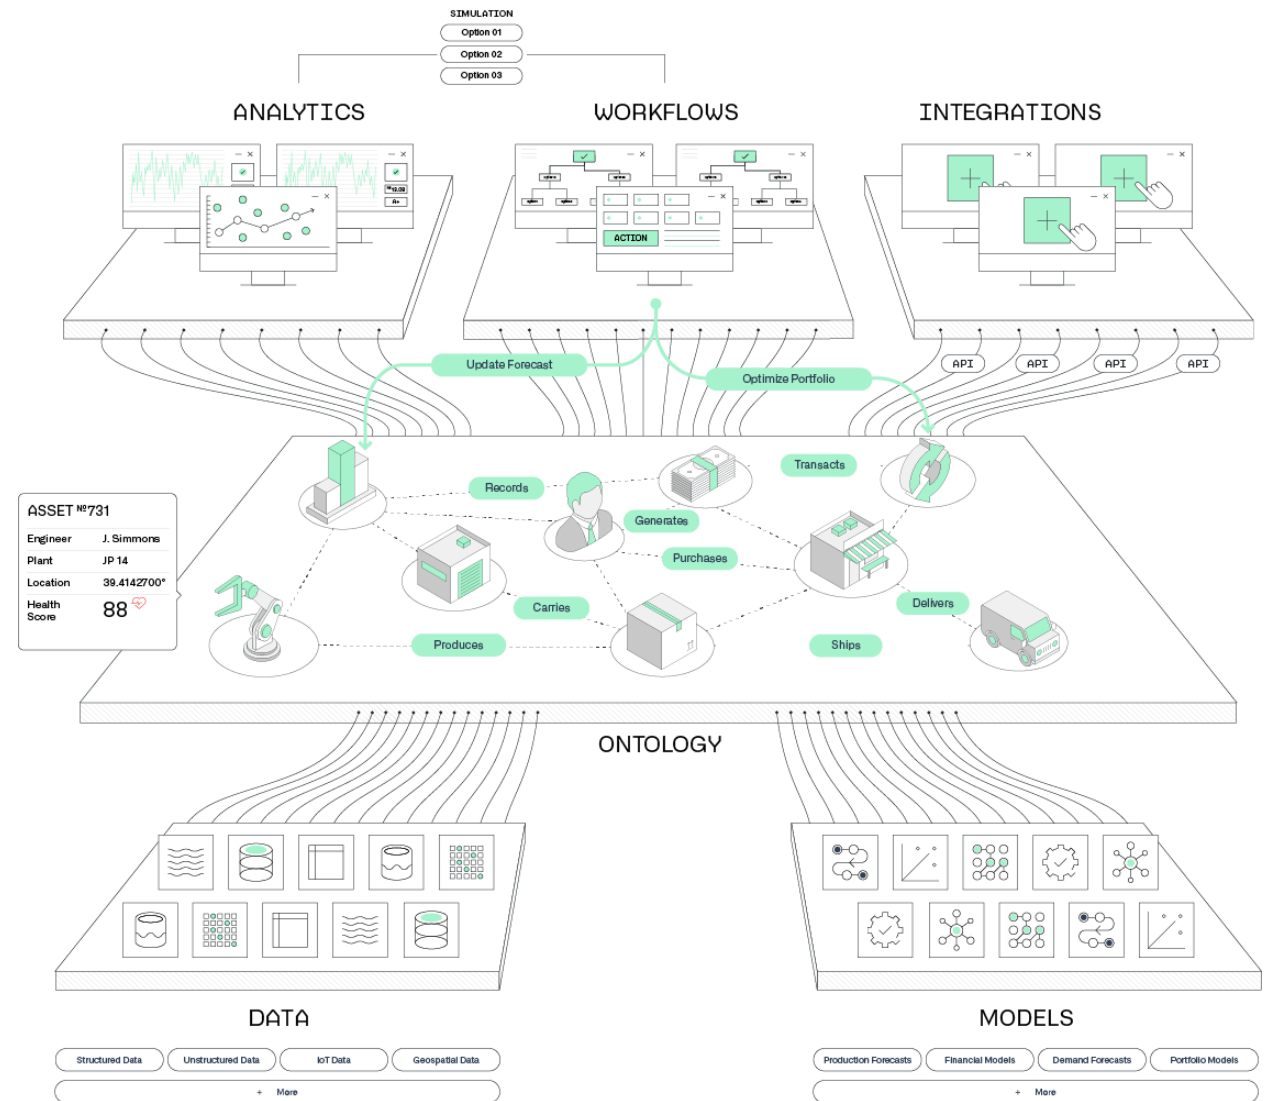 SIMULATION
Option 01
Option 02
Option 03
ANALYTICS
WORKFLOWS
INTEGRATIONS
A+
ACTION
API
API
API
API
Update Forecast
Optimize Portfolio
Records
Transacts
Generates
Purchases
Carries
Delivers
Produces
Ships
ASSET Nº731
Engineer J. Simmons
Plant JP 14
Location 39.4142700°
Health Score 88
ONTOLOGY
DATA
MODELS
Structured Data
Unstructured Data
IoT Data
Geospatial Data
+ More
Production Forecasts
Financial Models
Demand Forecasts
Portfolio Models
+ More